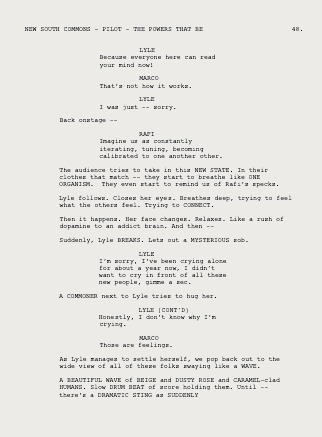 NEW SOUTH COMMONS - PILOT - THE POWERS THAT BE 48.
LYLE
Because everyone here can read
your mind now!
MARCO
That's not how it works.
LYLE
I was just -- sorry.
Back onstage --
RAFI
Imagine us as constantly
iterating, tuning, becoming
calibrated to one another other.
The audience tries to take in this NEW STATE. In their
clothes that match -- they start to breathe like ONE
ORGANISM. They even start to remind us of Rafi's specks.
Lyle follows. Closes her eyes. Breathes deep, trying to feel
what the others feel. Trying to CONNECT.
Then it happens. Her face changes. Relaxes. Like a rush of
dopamine to an addict brain. And then --
Suddenly, Lyle BREAKS. Lets out a MYSTERIOUS sob.
LYLE
I'm sorry, I've been crying alone
for about a year now, I didn't
want to cry in front of all these
new people, gimme a sec.
A COMMONER next to Lyle tries to hug her.
LYLE (CONT'D)
Honestly, I don't know why I'm
crying.
MARCO
Those are feelings.
As Lyle manages to settle herself, we pop back out to the
wide view of all of these folks swaying like a WAVE.
A BEAUTIFUL WAVE of BEIGE and DUSTY ROSE and CARAMEL-clad
HUMANS. Slow DRUM BEAT of score holding them. Until --
there's a DRAMATIC STING as SUDDENLY